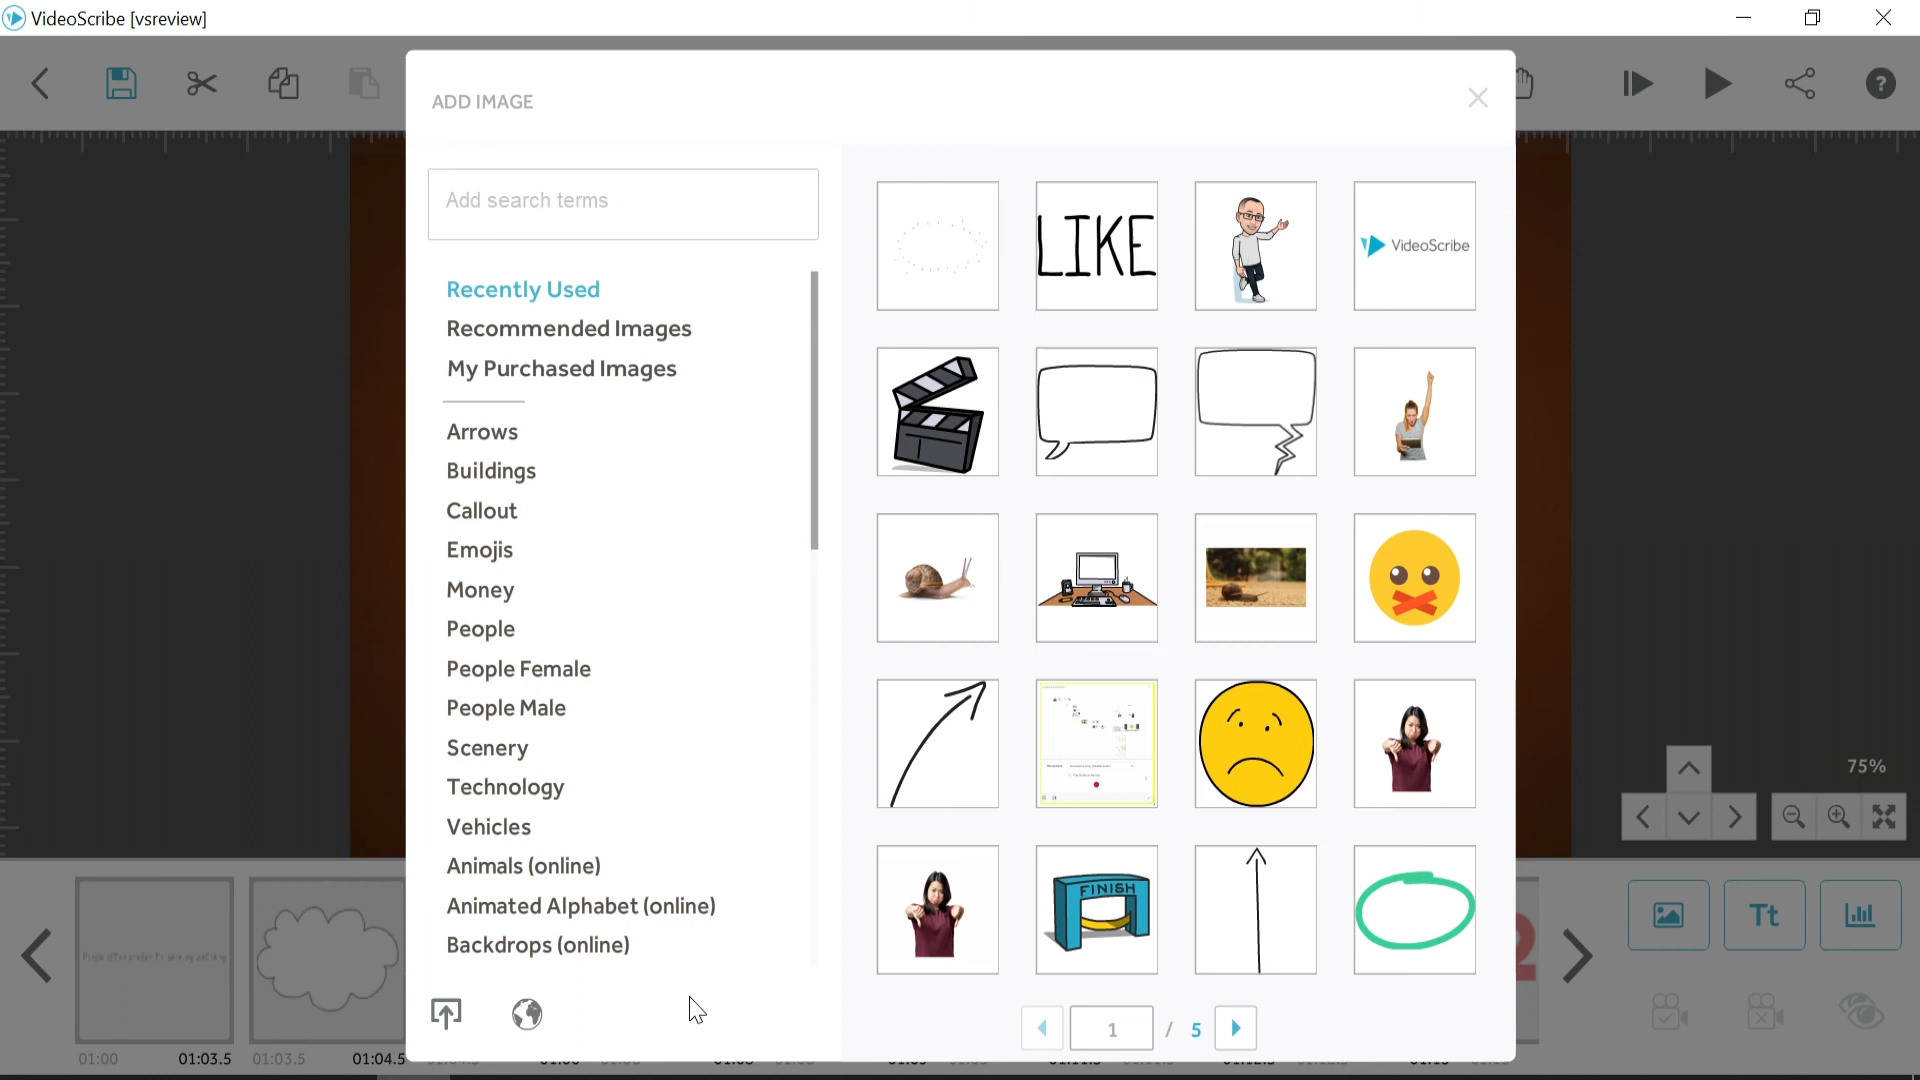 VideoScribe [vsreview]
ADD IMAGE
Add search terms
Recently Used
Recommended Images
My Purchased Images
Arrows
Buildings
Callout
Emojis
Money
People
People Female
People Male
Scenery
Technology
Vehicles
Animals (online)
Animated Alphabet (online)
Backdrops (online)
LIKE
VideoScribe
FINISH
1 / 5
75%
Tt
?
2
01:00 01:03.5 01:03.5 01:04.5